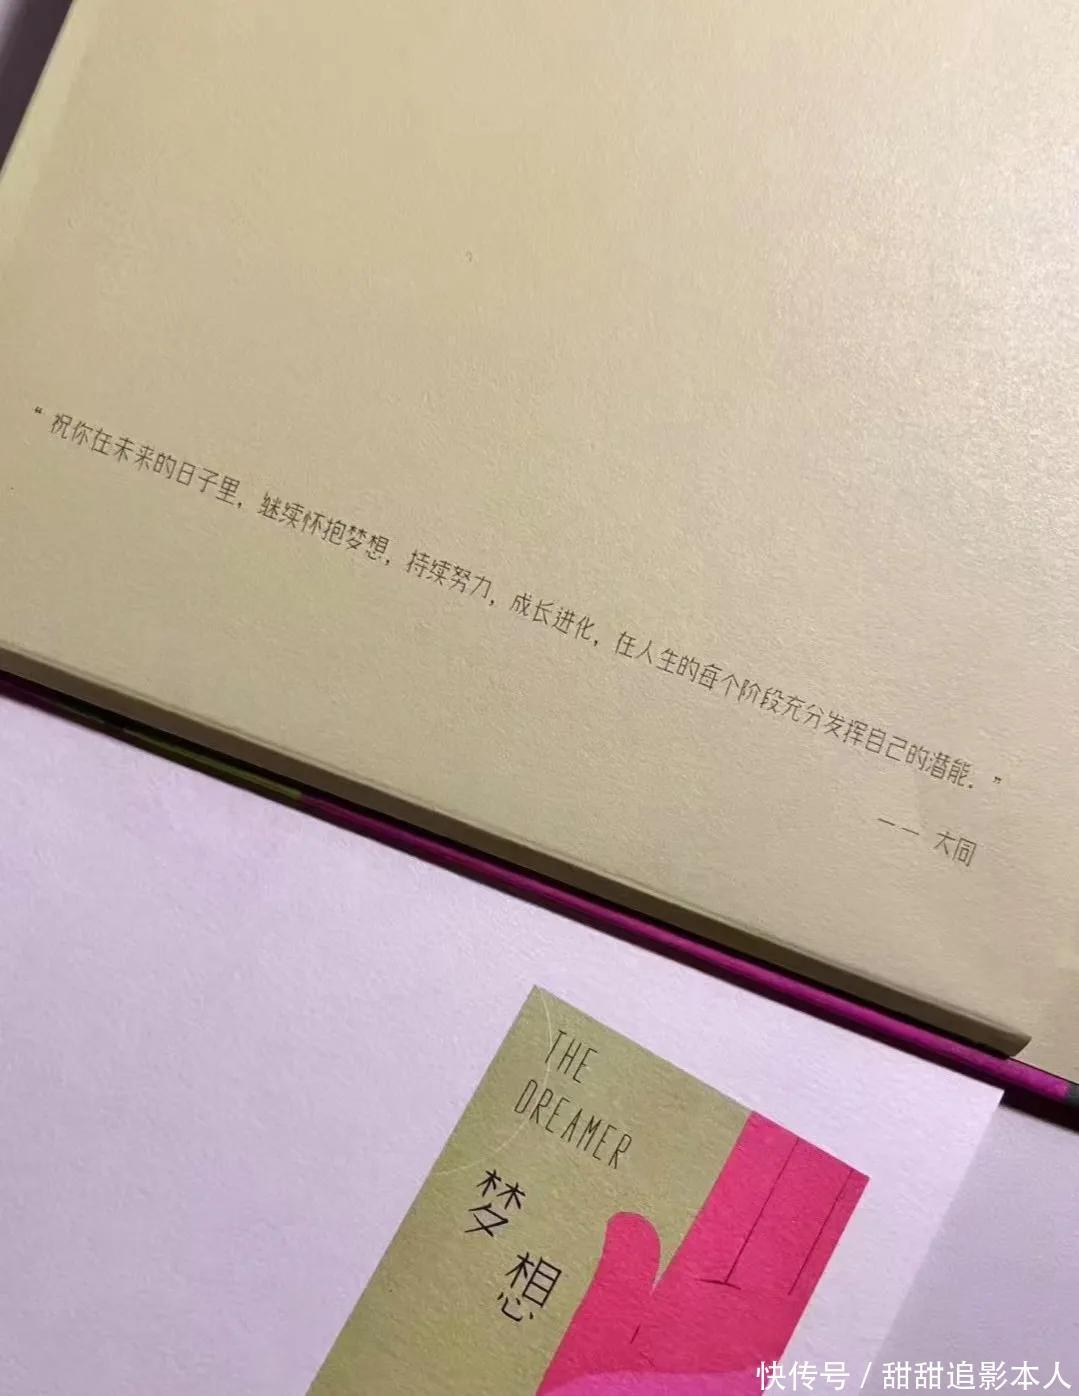 “ 祝你在未来的日子里，继续怀抱梦想，持续努力，成长进化，在人生的每个阶段充分发挥自己的潜能．”
—— 大同
THE
DREAMER
梦
想
快传号 / 甜甜追影本人